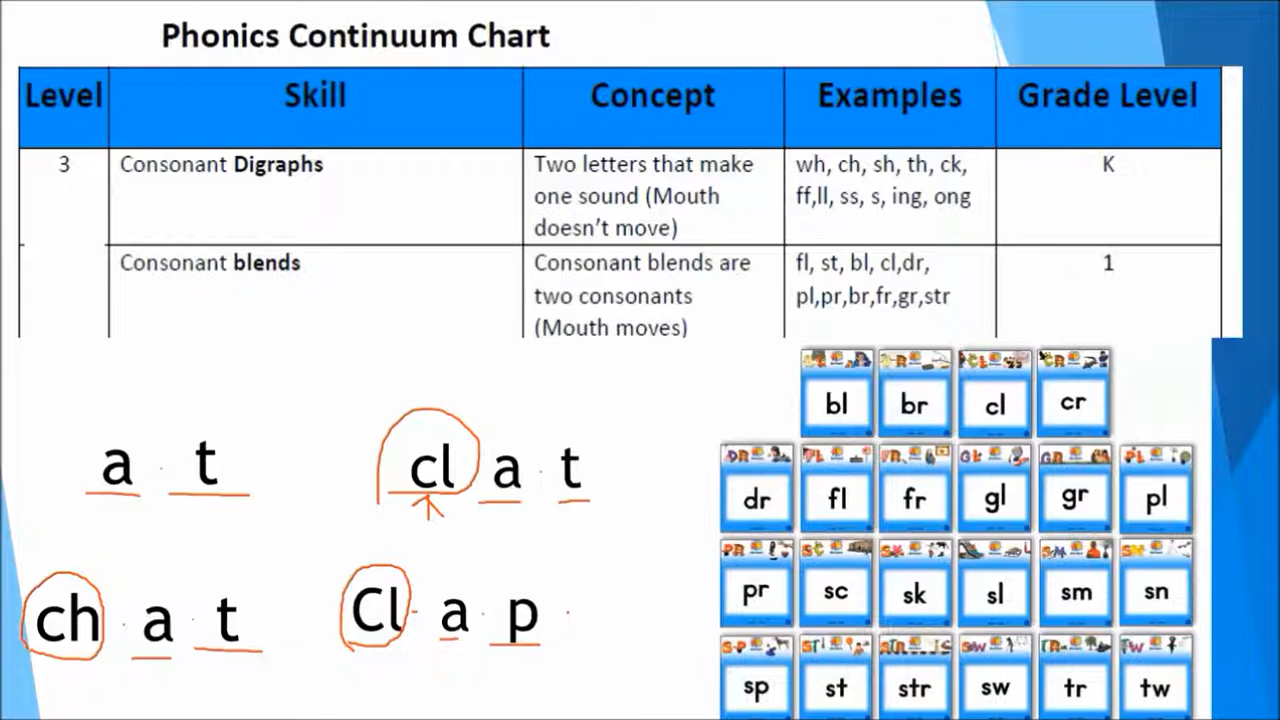 Phonics Continuum Chart
Level Skill Concept Examples Grade Level
3 Consonant Digraphs Two letters that make wh, ch, sh, th, ck, K
one sound (Mouth ff,ll, ss, s, ing, ong
doesn't move)
Consonant blends Consonant blends are fl, st, bl, cl,dr, 1
two consonants pl,pr,br,fr,gr,str
(Mouth moves)
a t
cl a t
ch a t
Cl a p
bl br cl cr
dr fl fr gl gr pl
pr sc sk sl sm sn
sp st str sw tr tw